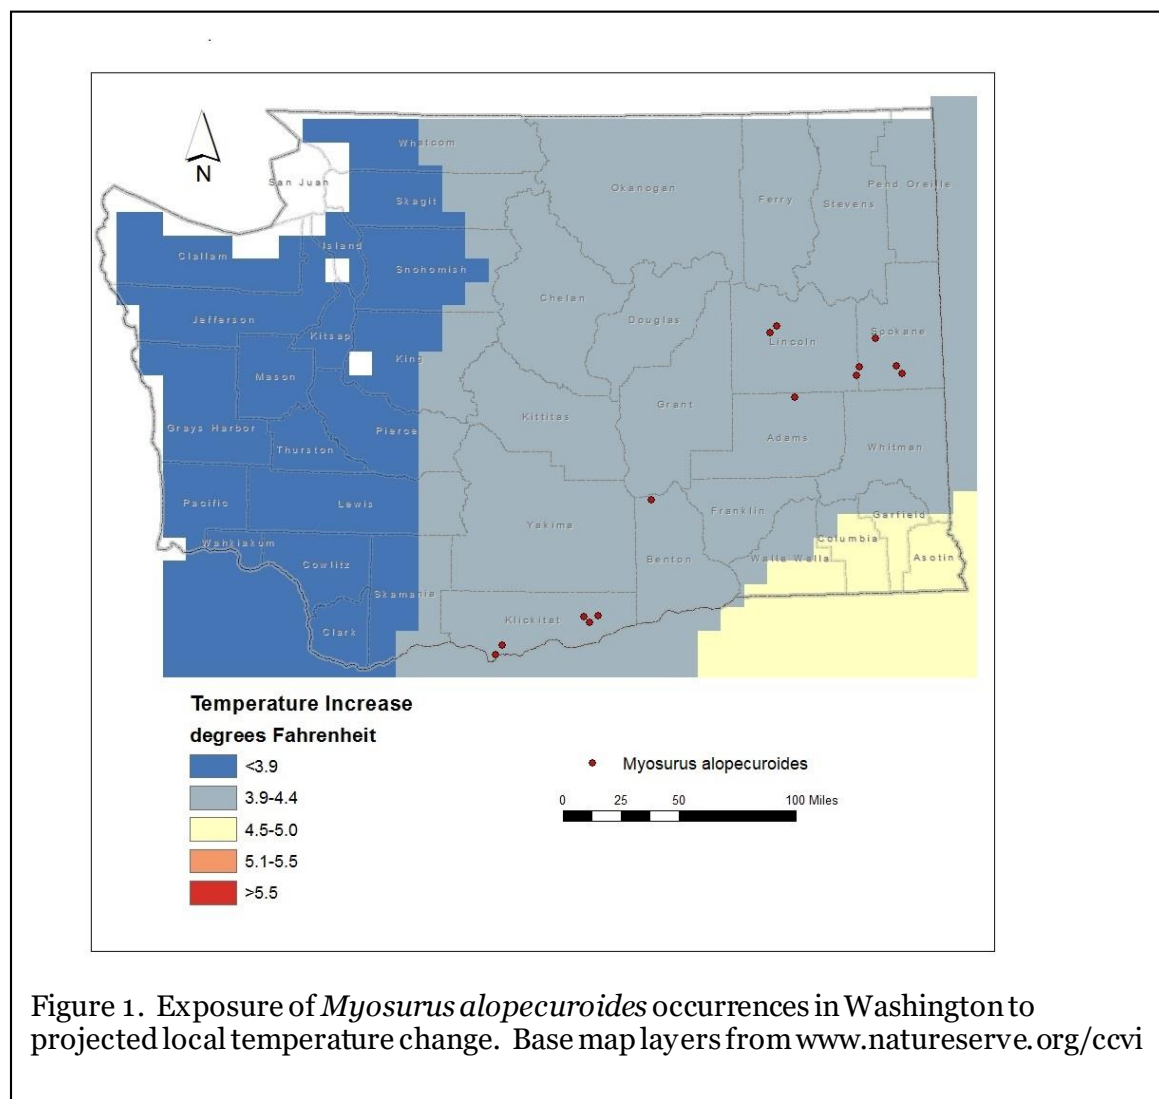 N
San Juan
Whatcom
Skagit
Okanogan
Ferry
Stevens
Pend Oreille
Clallam
Island
Snohomish
Chelan
Jefferson
Kitsap
Douglas
Lincoln
Spokane
King
Mason
Grays Harbor
Thurston
Pierce
Kittitas
Grant
Adams
Whitman
Pacific
Lewis
Yakima
Franklin
Garfield
Columbia
Wahkiakum
Cowlitz
Benton
Walla Walla
Asotin
Skamania
Klickitat
Clark
Temperature Increase
degrees Fahrenheit
<3.9
3.9-4.4
4.5-5.0
5.1-5.5
>5.5
Myosurus alopecuroides
0 25 50 100 Miles
Figure 1. Exposure of Myosurus alopecuroides occurrences in Washington to
projected local temperature change. Base map layers from www.natureserve.org/ccvi